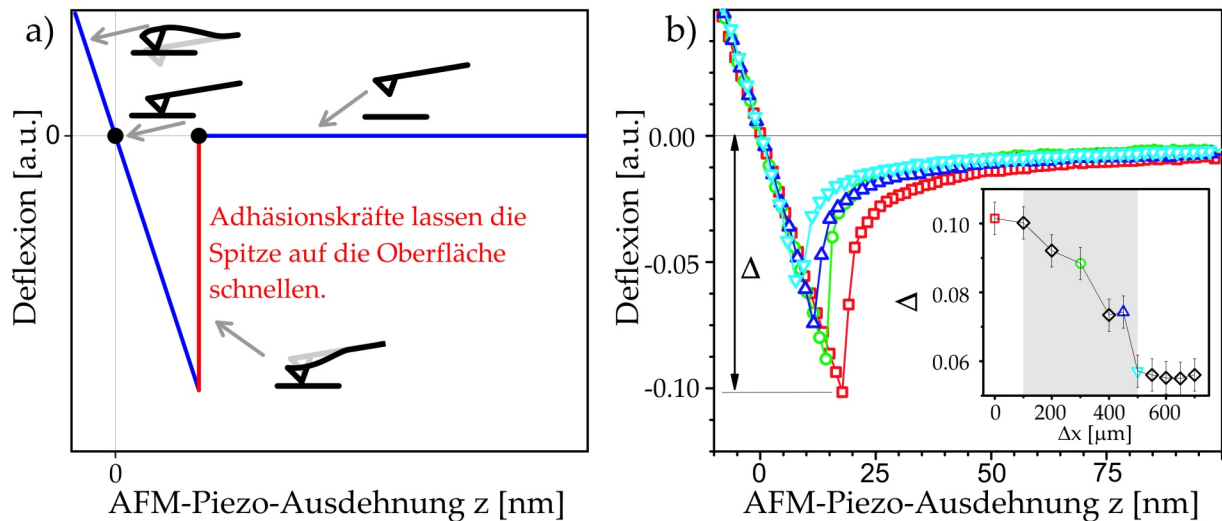 a)
Deflexion [a.u.]
0
Adhäsionskräfte lassen die
Spitze auf die Oberfläche
schnellen.
0
AFM-Piezo-Ausdehnung z [nm]
b)
Deflexion [a.u.]
0.00
-0.05
-0.10
Δ
Δ
0.10
0.08
0.06
0
200
400
600
Δx [µm]
0
25
50
75
AFM-Piezo-Ausdehnung z [nm]